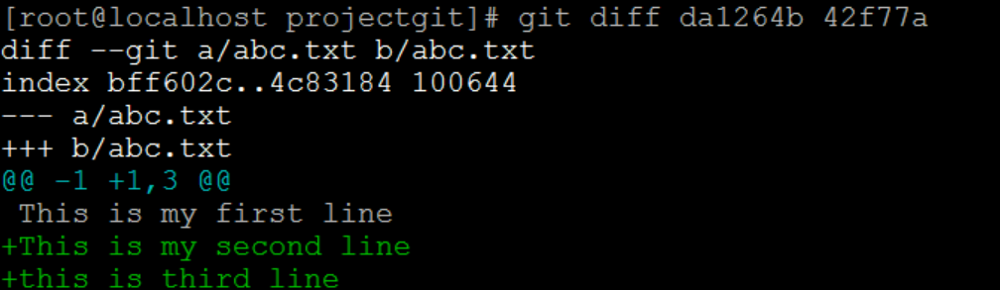 [root@localhost projectgit]# git diff da1264b 42f77a
diff --git a/abc.txt b/abc.txt
index bff602c..4c83184 100644
--- a/abc.txt
+++ b/abc.txt
@@ -1 +1,3 @@
 This is my first line
+This is my second line
+this is third line